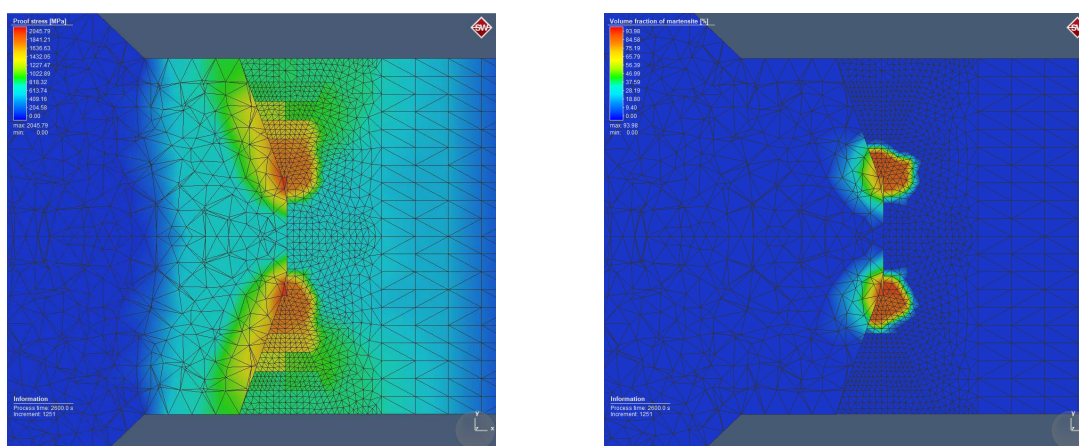 Proof stress [MPa]
2045.79
1841.21
1636.63
1432.05
1227.47
1022.89
818.32
613.74
409.16
204.58
0.00
max: 2045.79
min: 0.00
SW
Information
Process time: 2600.0 s
Increment: 1251
y
z x
Volume fraction of martensite [%]
93.98
84.58
75.19
65.79
56.39
46.99
37.59
28.19
18.80
9.40
0.00
max: 93.98
min: 0.00
SW
Information
Process time: 2600.0 s
Increment: 1251
y
z